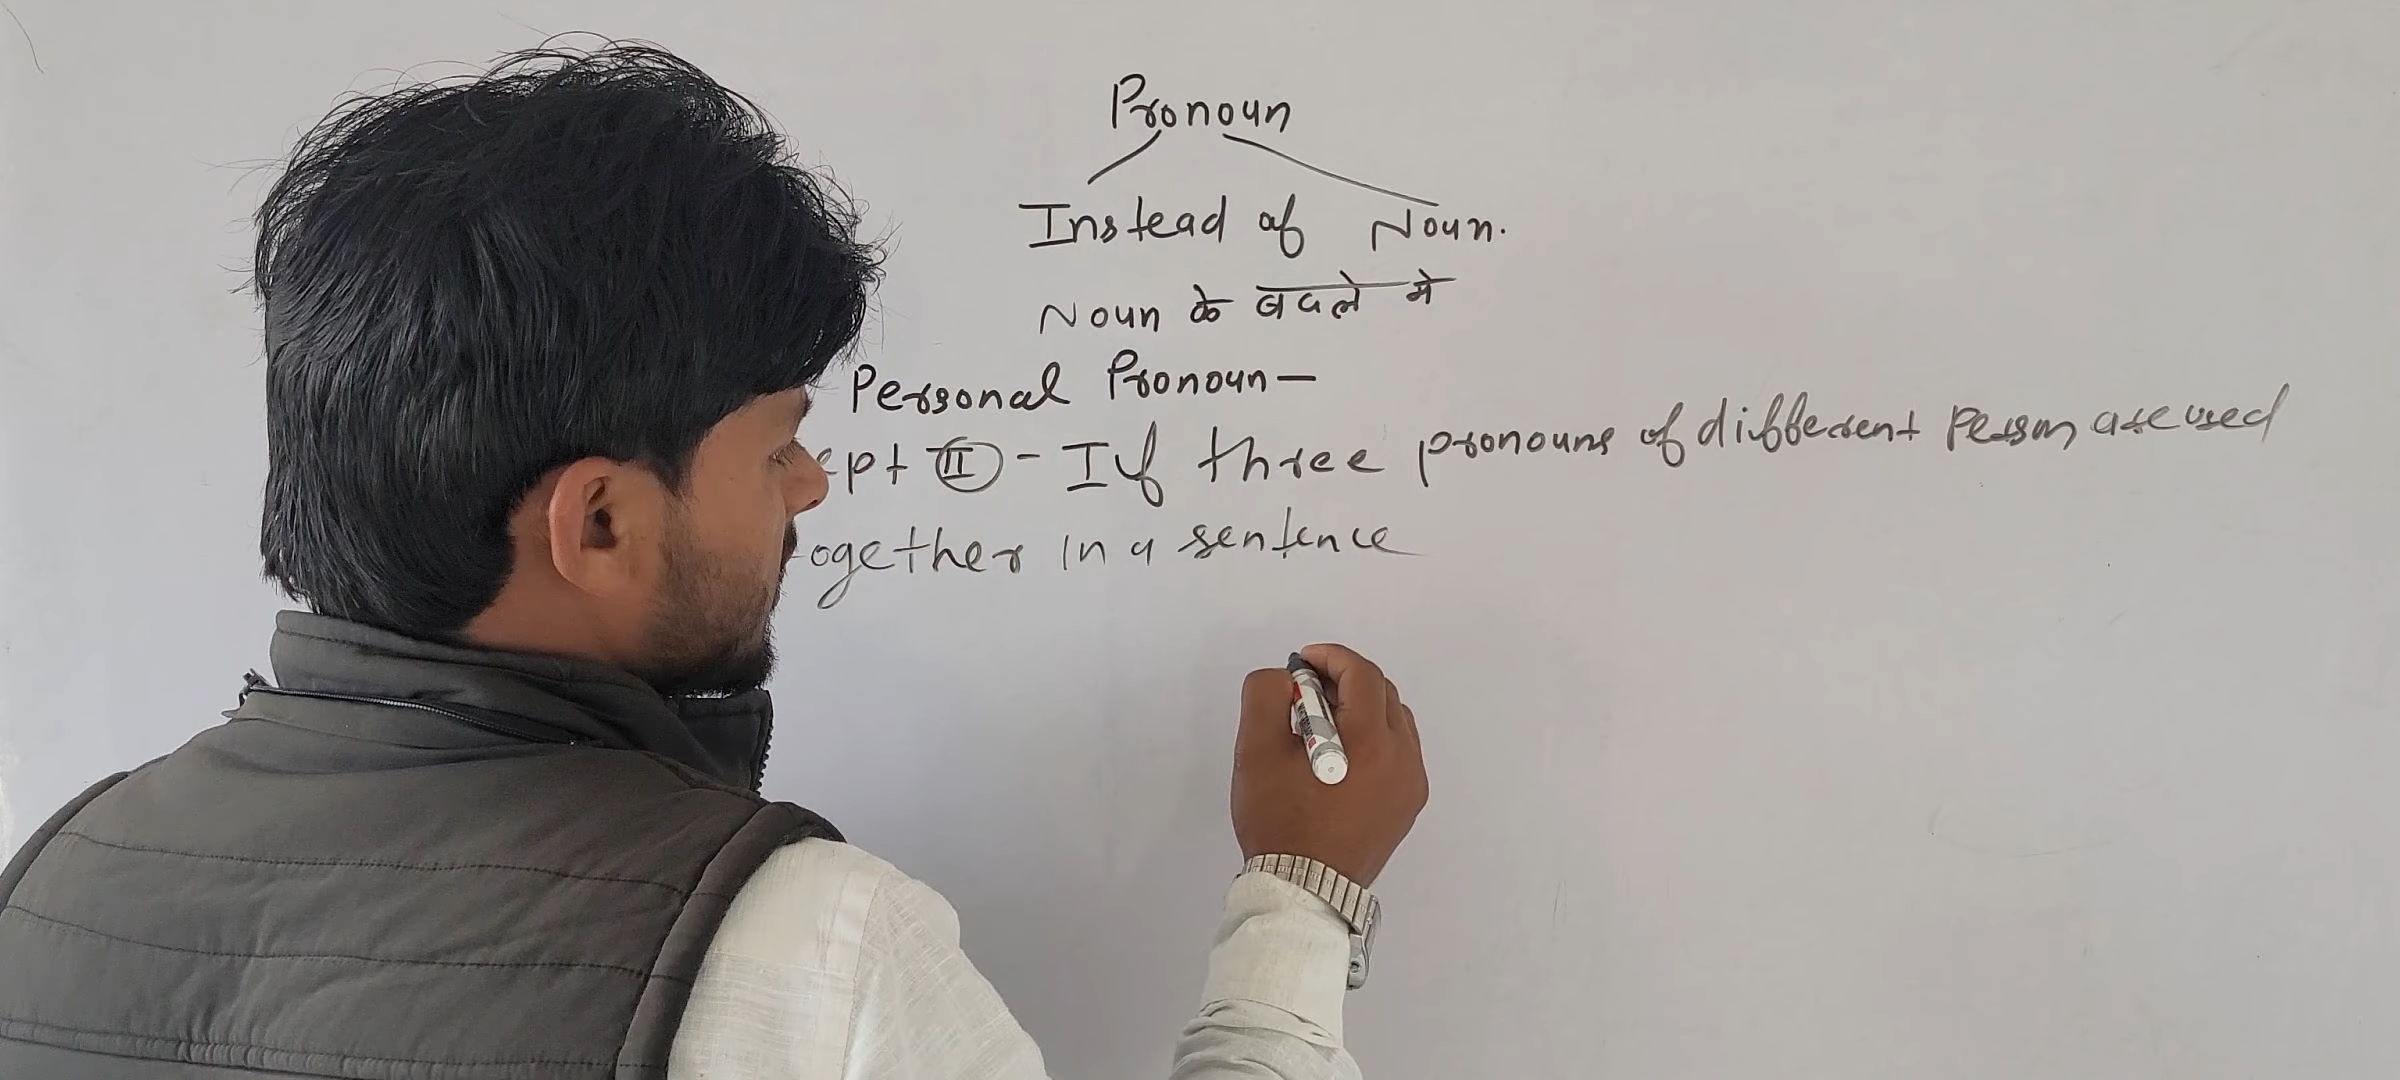 Pronoun
Instead of Noun.
Noun के बदले में
Personal Pronoun-
ept II - If three pronouns of different Person are used
ogether in a sentence